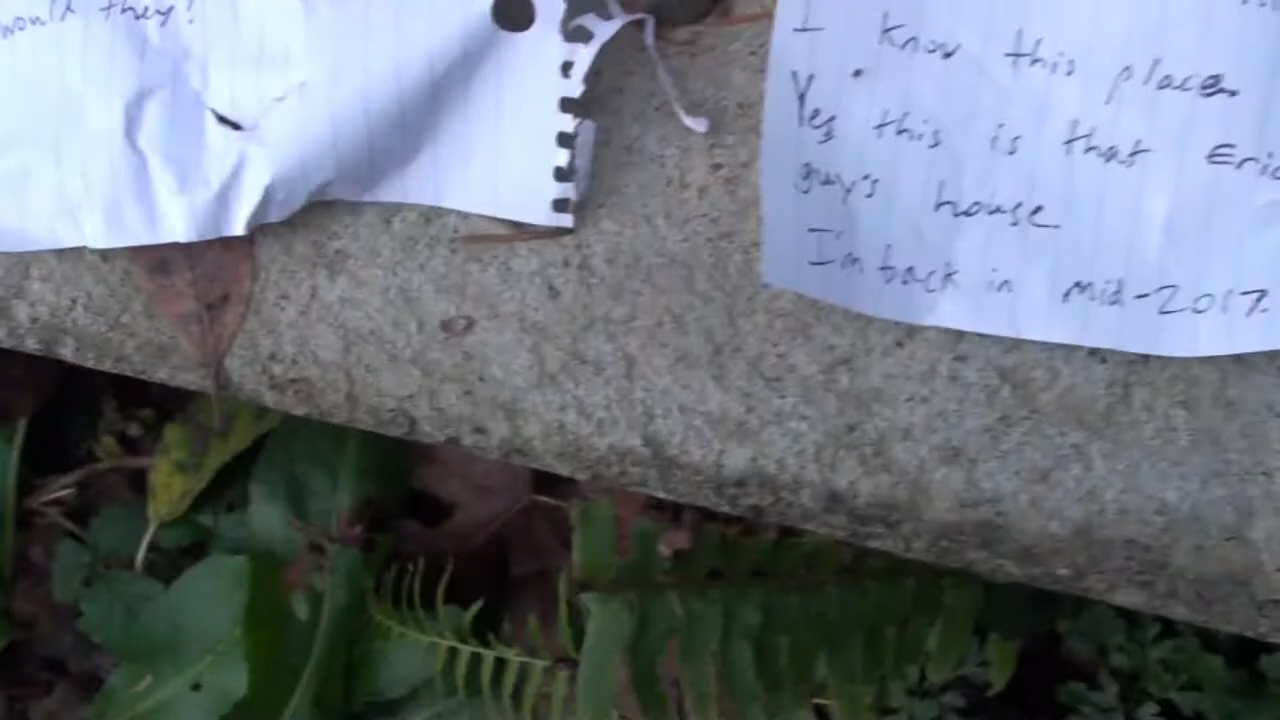 would they?
I know this place
Yes this is that Eric
guy's house
I'm back in mid-2017.